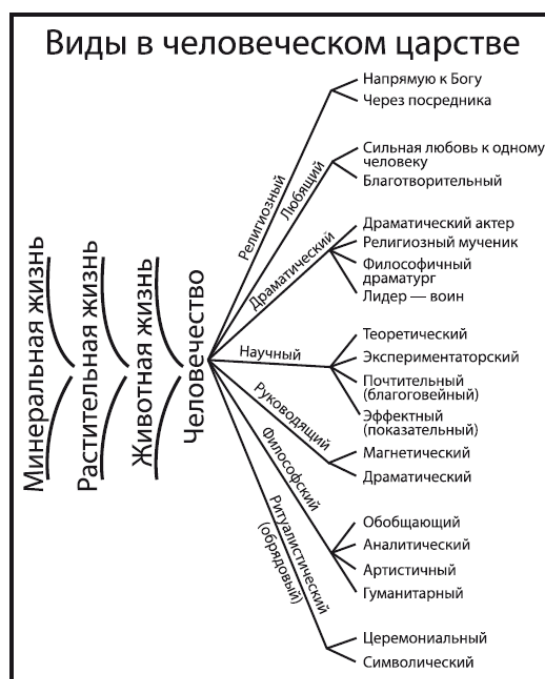 Виды в человеческом царстве
Минеральная жизнь
Растительная жизнь
Животная жизнь
Человечество
Религиозный
Напрямую к Богу
Через посредника
Любящий
Сильная любовь к одному
человеку
Благотворительный
Драматический
Драматический актер
Религиозный мученик
Философичный
драматург
Лидер — воин
Научный
Теоретический
Экспериментаторский
Почтительный
(благоговейный)
Эффектный
(показательный)
Руководящий
Магнетический
Драматический
Философский
Обобщающий
Аналитический
Артистичный
Гуманитарный
Ритуалистический
(обрядовый)
Церемониальный
Символический